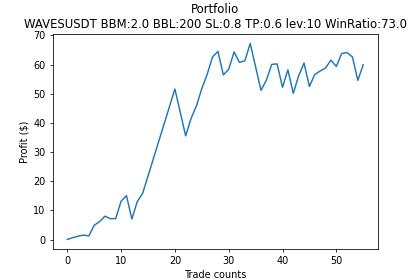 Portfolio
WAVESUSDT BBM:2.0 BBL:200 SL:0.8 TP:0.6 lev:10 WinRatio:73.0
70
60
50
40
30
20
10
0
Profit ($)
0 10 20 30 40 50
Trade counts